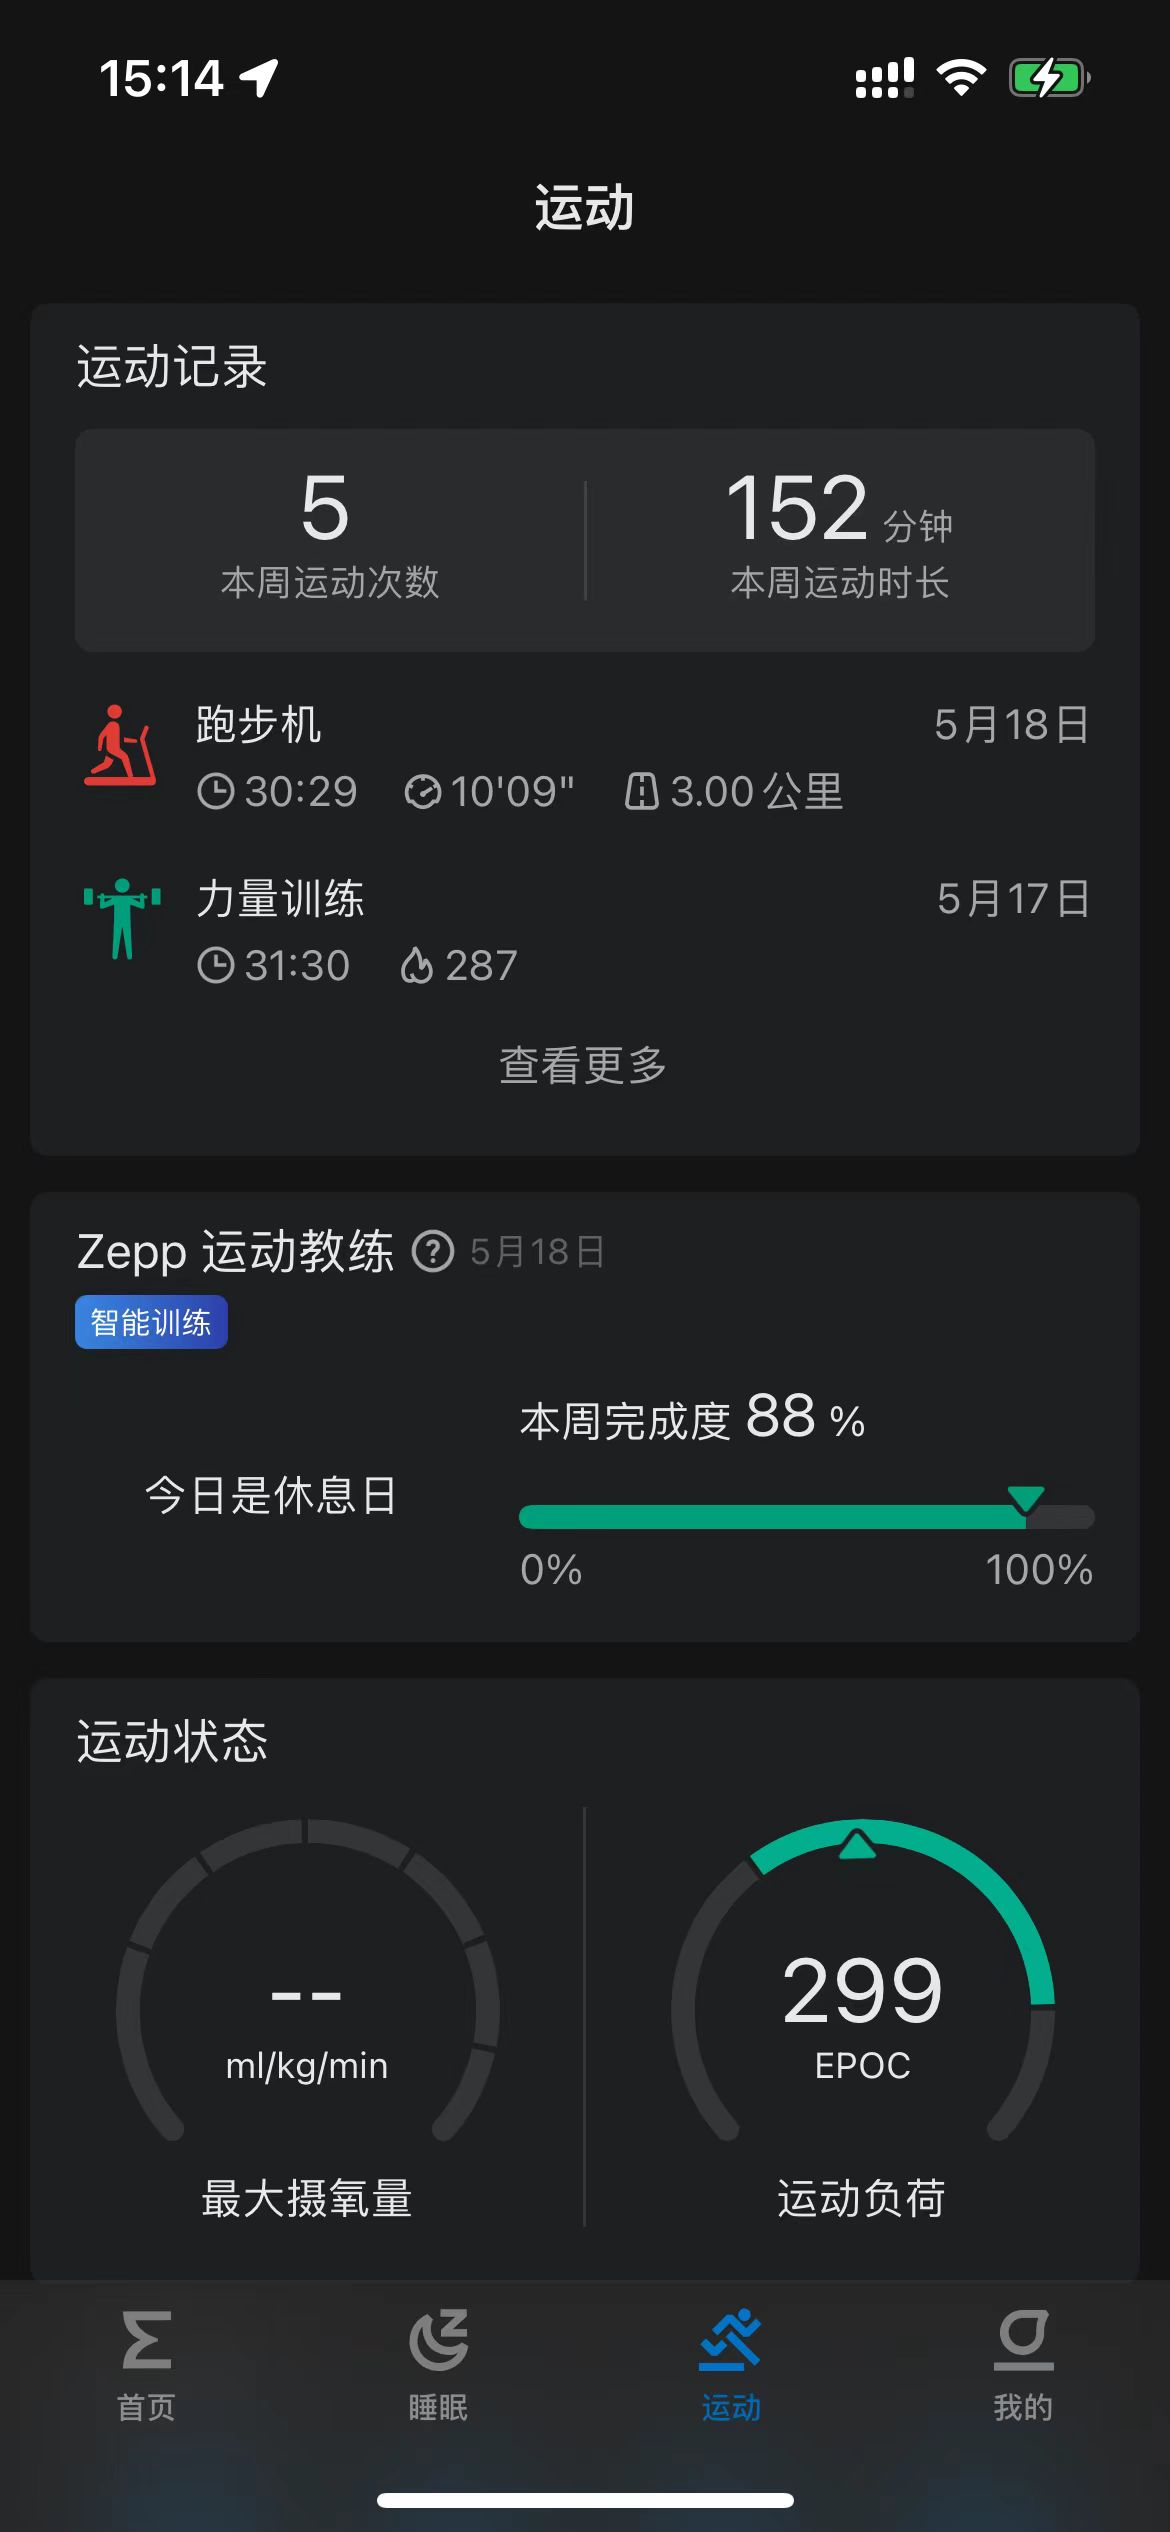 15:14
运动
运动记录
5
本周运动次数
152 分钟
本周运动时长
跑步机 5月18日
30:29 10'09" 3.00 公里
力量训练 5月17日
31:30 287
查看更多
Zepp 运动教练 ? 5月18日
智能训练
本周完成度 88 %
今日是休息日
0% 100%
运动状态
--
ml/kg/min
最大摄氧量
299
EPOC
运动负荷
首页 睡眠 运动 我的